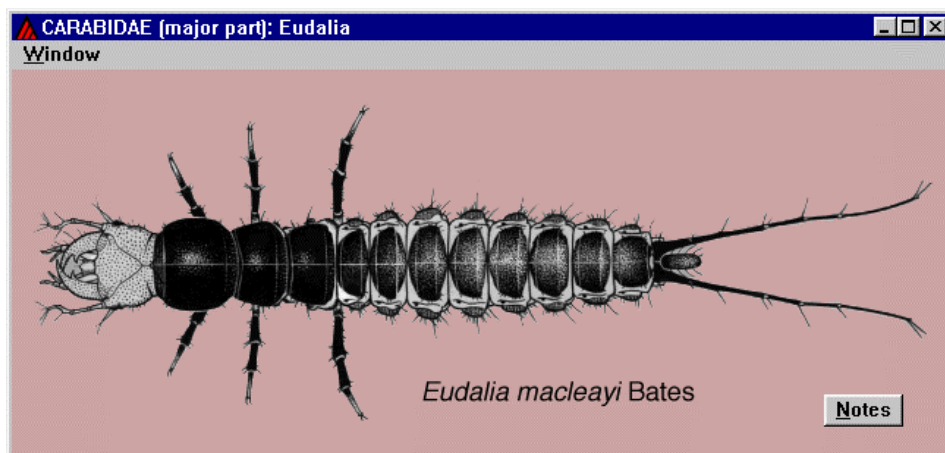 CARABIDAE (major part): Eudalia
Window
Eudalia macleayi Bates
Notes